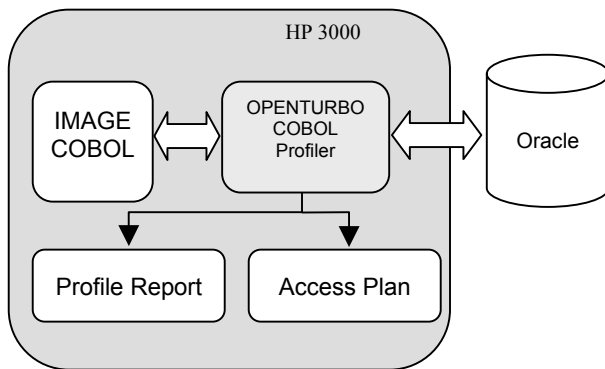 HP 3000
IMAGE
COBOL
OPENTURBO
COBOL
Profiler
Oracle
Profile Report
Access Plan